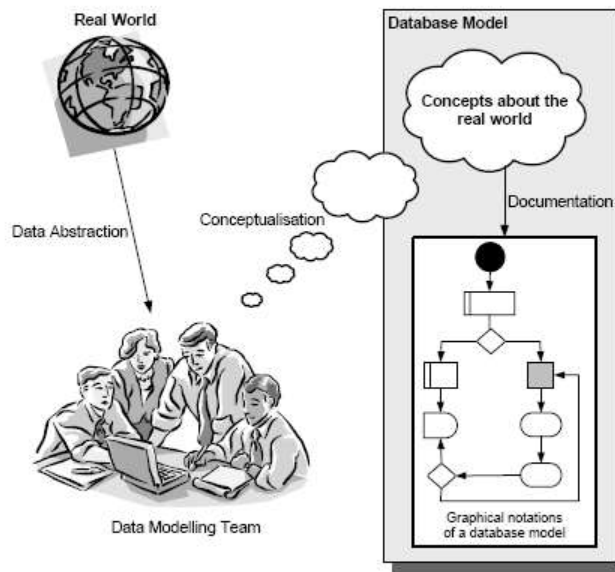 Real World
Database Model
Concepts about the
real world
Data Abstraction
Conceptualisation
Documentation
Data Modelling Team
Graphical notations
of a database model